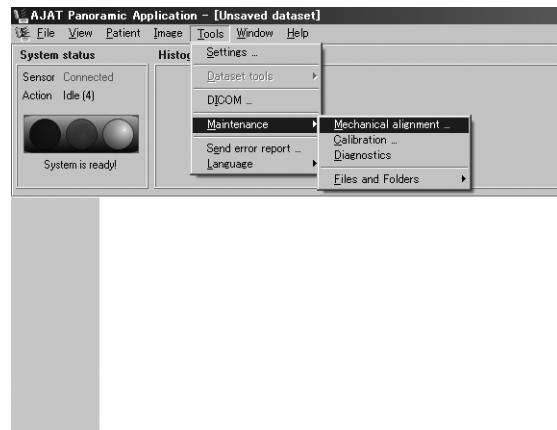 AJAT Panoramic Application - [Unsaved dataset]
File View Patient Image Tools Window Help
System status
Sensor Connected
Action Idle (4)
System is ready!
Histog
Settings ...
Dataset tools
DICOM ...
Maintenance
Send error report ...
Language
Mechanical alignment ...
Calibration ...
Diagnostics
Files and Folders